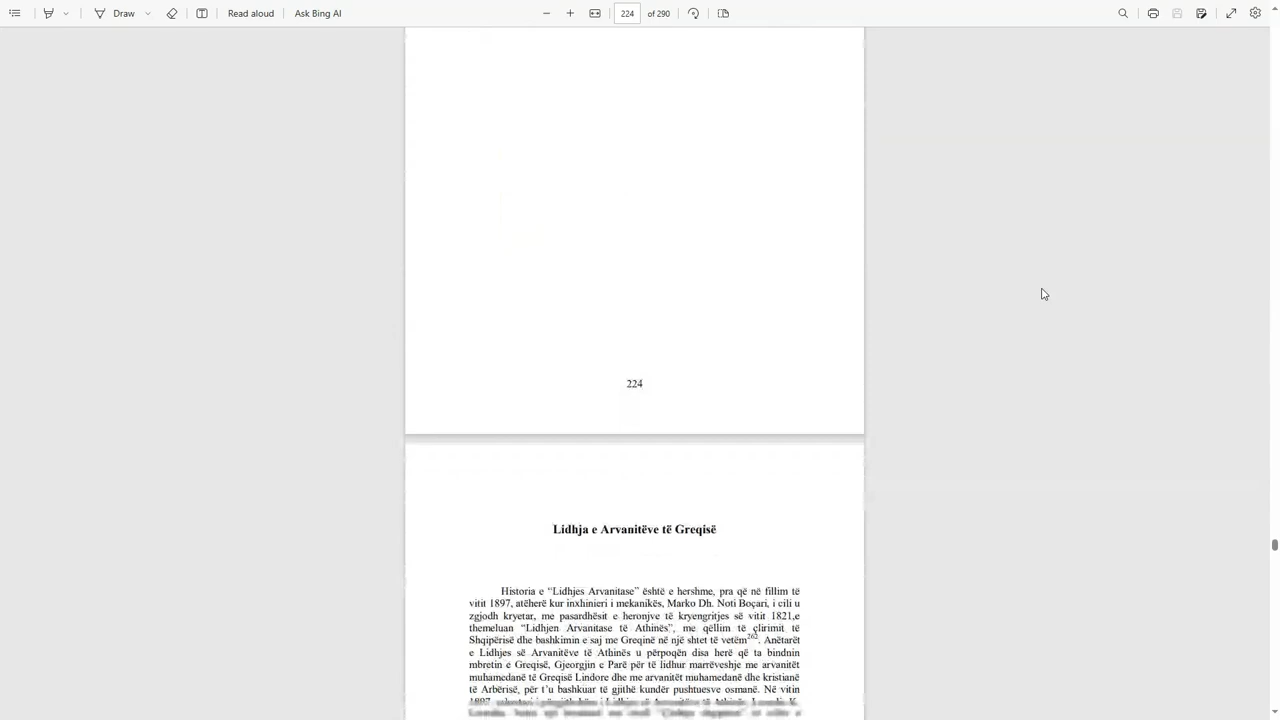 Draw
Read aloud
Ask Bing AI
224
of 290
224
Lidhja e Arvanitëve të Greqisë
Historia e “Lidhjes Arvanitase” është e hershme, pra që në fillim të
vitit 1897, atëherë kur inxhinieri i mekanikës, Marko Dh. Noti Boçari, i cili u
zgjodh kryetar, me pasardhësit e heronjve të kryengritjes së vitit 1821,e
themeluan “Lidhjen Arvanitase të Athinës”, me qëllim të çlirimit të
Shqipërisë dhe bashkimin e saj me Greqinë në një shtet të vetëm262. Anëtarët
e Lidhjes së Arvanitëve të Athinës u përpoqën disa herë që ta bindnin
mbretin e Greqisë, Gjeorgjin e Parë për të lidhur marrëveshje me arvanitët
muhamedanë të Greqisë Lindore dhe me arvanitët muhamedanë dhe kristianë
të Arbërisë, për t’u bashkuar të gjithë kundër pushtuesve osmanë. Në vitin